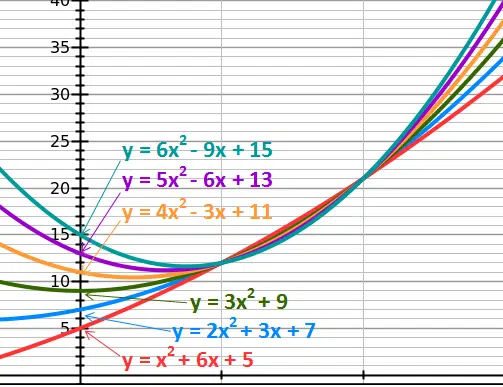 40
35
30
25
y = 6x² - 9x + 15
y = 5x² - 6x + 13
20
y = 4x² - 3x + 11
15
10
y = 3x² + 9
y = 2x² + 3x + 7
5
y = x² + 6x + 5